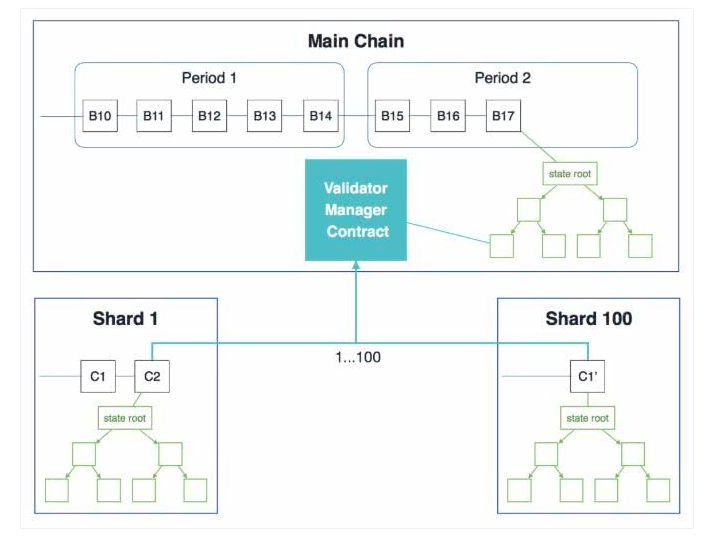 Main Chain
Period 1
Period 2
B10
B11
B12
B13
B14
B15
B16
B17
state root
Validator
Manager
Contract
Shard 1
Shard 100
1...100
C1
C2
C1'
state root
state root